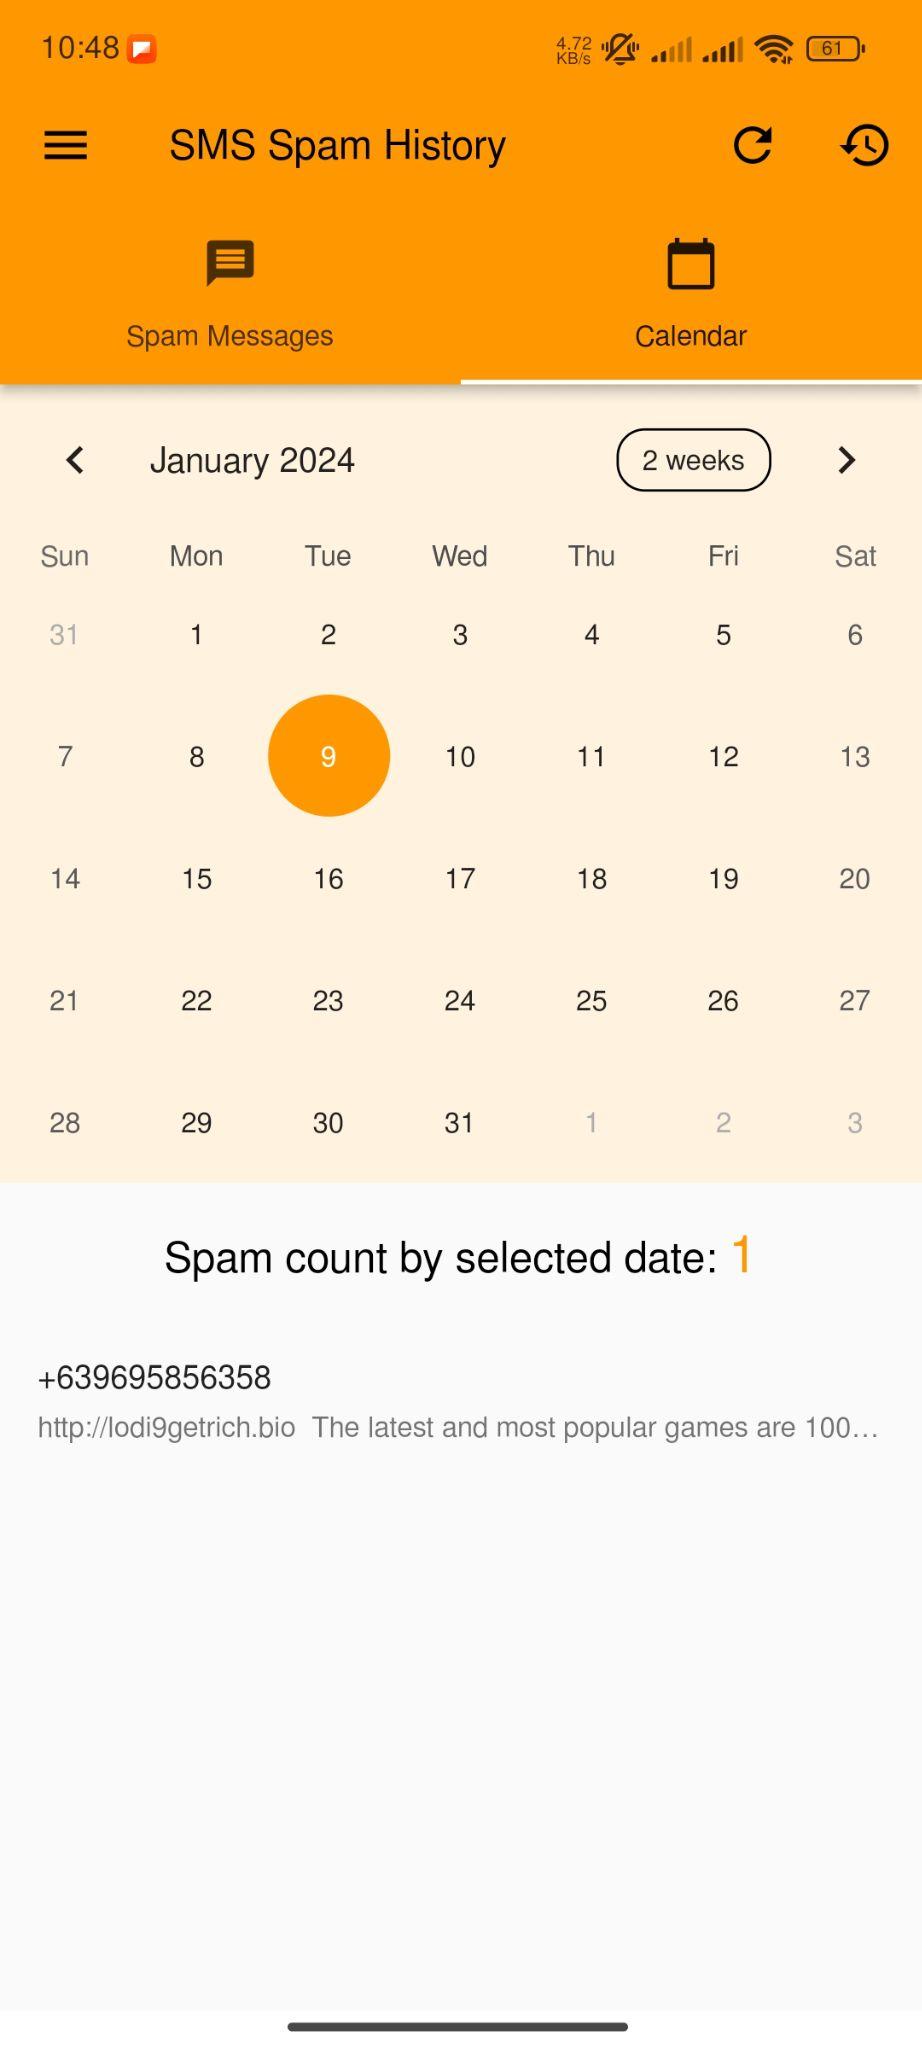 10:48
4.72
KB/s
61
SMS Spam History
Spam Messages
Calendar
January 2024
2 weeks
Sun Mon Tue Wed Thu Fri Sat
31 1 2 3 4 5 6
7 8 9 10 11 12 13
14 15 16 17 18 19 20
21 22 23 24 25 26 27
28 29 30 31 1 2 3
Spam count by selected date: 1
+639695856358
http://lodi9getrich.bio The latest and most popular games are 100...